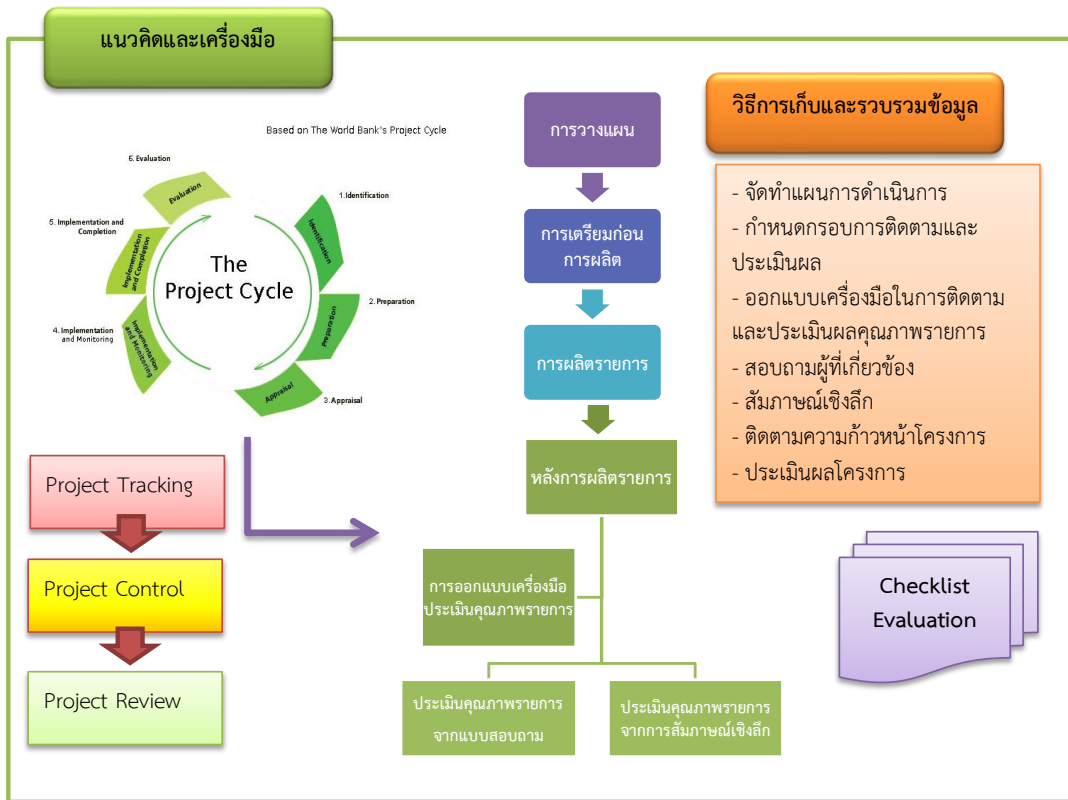 แนวคิดและเครื่องมือ
Based on The World Bank's Project Cycle
6. Evaluation
Evaluation
1.Identification
Identification
5. Implementation and
Completion
Implementation
and Completion
The
Project Cycle
2. Preparation
Preparation
4. Implementation
and Monitoring
Implementation
and Monitoring
3. Appraisal
Appraisal
Project Tracking
Project Control
Project Review
การวางแผน
การเตรียมก่อน
การผลิต
การผลิตรายการ
หลังการผลิตรายการ
การออกแบบเครื่องมือ
ประเมินคุณภาพรายการ
ประเมินคุณภาพรายการ
จากแบบสอบถาม
ประเมินคุณภาพรายการ
จากการสัมภาษณ์เชิงลึก
วิธีการเก็บและรวบรวมข้อมูล
- จัดทำแผนการดำเนินการ
- กำหนดกรอบการติดตามและ
ประเมินผล
- ออกแบบเครื่องมือในการติดตาม
และประเมินผลคุณภาพรายการ
- สอบถามผู้ที่เกี่ยวข้อง
- สัมภาษณ์เชิงลึก
- ติดตามความก้าวหน้าโครงการ
- ประเมินผลโครงการ
Checklist
Evaluation